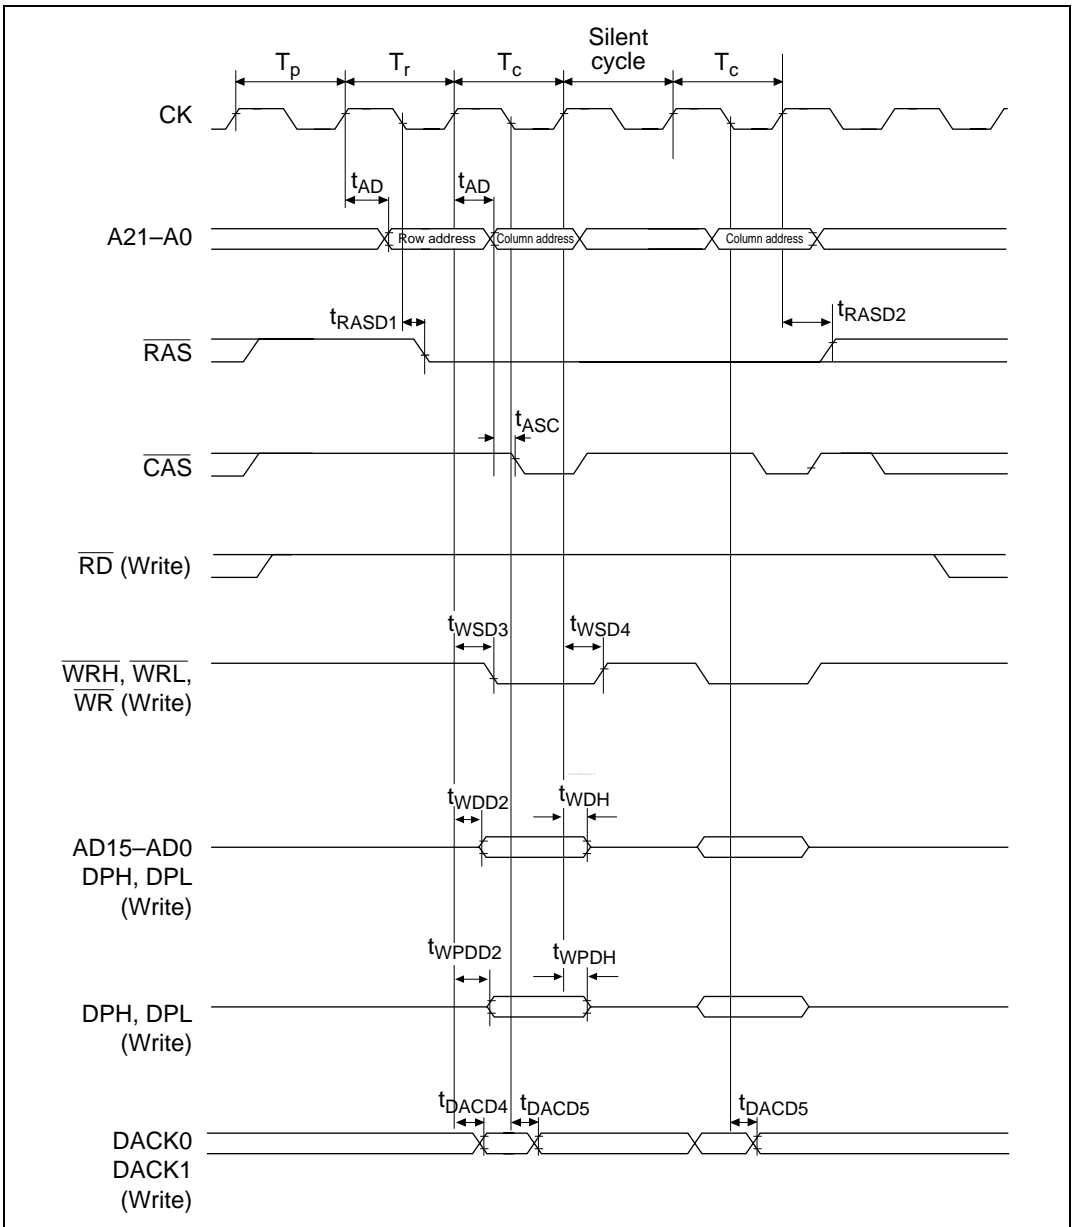 Silent
cycle
Tp Tr Tc Tc
CK
tAD tAD
A21–A0 Row address Column address Column address
tRASD1 tRASD2
RAS
tASC
CAS
RD (Write)
tWSD3 tWSD4
WRH, WRL,
WR (Write)
tWDD2 tWDH
AD15–AD0
DPH, DPL
(Write)
tWPDD2 tWPDH
DPH, DPL
(Write)
tDACD4 tDACD5 tDACD5
DACK0
DACK1
(Write)